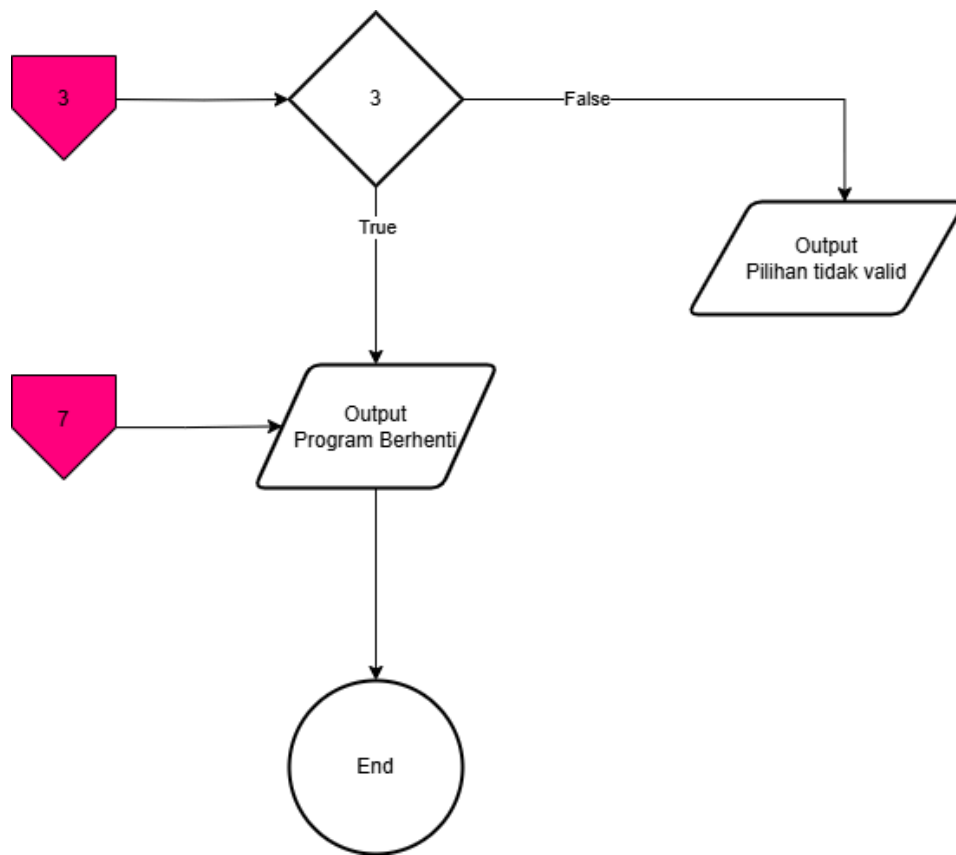 3
3
False
True
Output
Pilihan tidak valid
7
Output
Program Berhenti
End